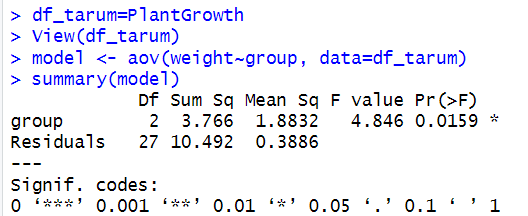 > df_tarum=PlantGrowth
> View(df_tarum)
> model <- aov(weight~group, data=df_tarum)
> summary(model)
            Df Sum Sq Mean Sq F value Pr(>F)
group        2  3.766  1.8832   4.846 0.0159 *
Residuals   27 10.492  0.3886
---
Signif. codes:
0 ‘***’ 0.001 ‘**’ 0.01 ‘*’ 0.05 ‘.’ 0.1 ‘ ’ 1